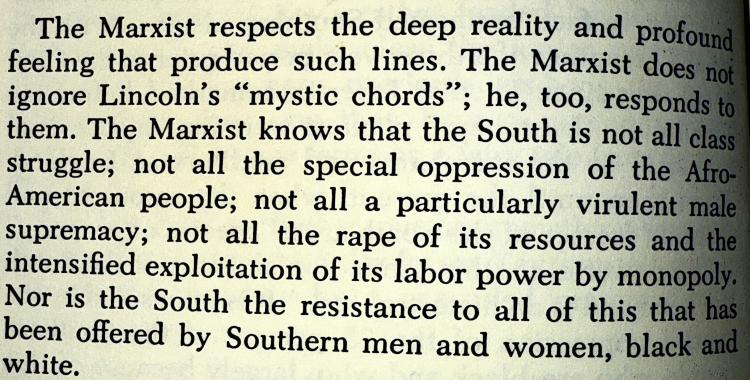 The Marxist respects the deep reality and profound
feeling that produce such lines. The Marxist does not
ignore Lincoln's “mystic chords”; he, too, responds to
them. The Marxist knows that the South is not all class
struggle; not all the special oppression of the Afro-
American people; not all a particularly virulent male
supremacy; not all the rape of its resources and the
intensified exploitation of its labor power by monopoly.
Nor is the South the resistance to all of this that has
been offered by Southern men and women, black and
white.